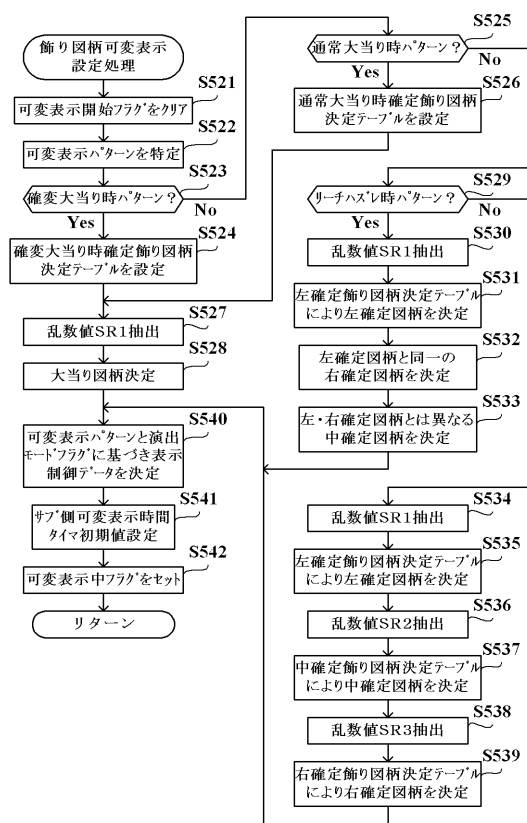 飾り図柄可変表示
設定処理
S521
可変表示開始フラグをクリア
S522
可変表示パターンを特定
S523
確変大当り時パターン？
Yes
No
S524
確変大当り時確定飾り図柄
決定テーブルを設定
S525
通常大当り時パターン？
Yes
No
S526
通常大当り時確定飾り図柄
決定テーブルを設定
S527
乱数値SR1抽出
S528
大当り図柄決定
S529
リーチハズレ時パターン？
Yes
No
S530
乱数値SR1抽出
S531
左確定飾り図柄決定テーブル
により左確定図柄を決定
S532
左確定図柄と同一の
右確定図柄を決定
S533
左・右確定図柄とは異なる
中確定図柄を決定
S534
乱数値SR1抽出
S535
左確定飾り図柄決定テーブル
により左確定図柄を決定
S536
乱数値SR2抽出
S537
中確定飾り図柄決定テーブル
により中確定図柄を決定
S538
乱数値SR3抽出
S539
右確定飾り図柄決定テーブル
により右確定図柄を決定
S540
可変表示パターンと演出
モードフラグに基づき表示
制御データを決定
S541
サブ側可変表示時間
タイマ初期値設定
S542
可変表示中フラグをセット
リターン